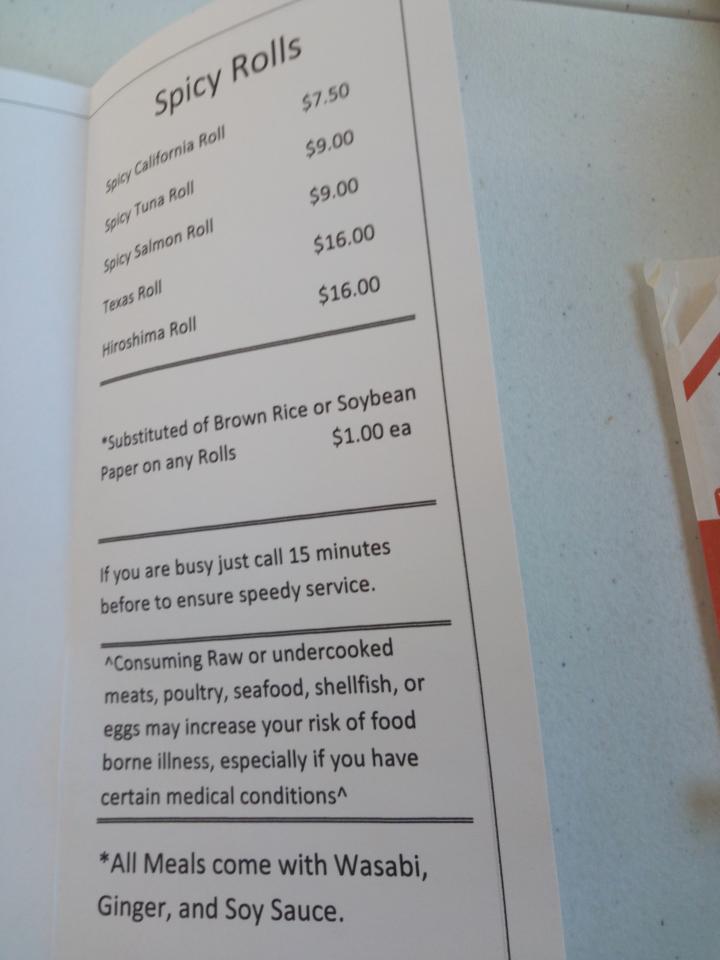 Spicy Rolls
Spicy California Roll $7.50
Spicy Tuna Roll $9.00
Spicy Salmon Roll $9.00
Texas Roll $16.00
Hiroshima Roll $16.00
*Substituted of Brown Rice or Soybean
Paper on any Rolls $1.00 ea
If you are busy just call 15 minutes
before to ensure speedy service.
^Consuming Raw or undercooked
meats, poultry, seafood, shellfish, or
eggs may increase your risk of food
borne illness, especially if you have
certain medical conditions^
*All Meals come with Wasabi,
Ginger, and Soy Sauce.